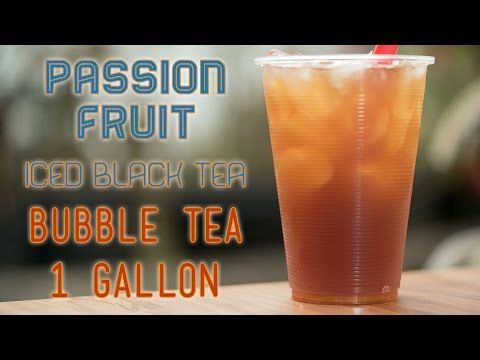 PASSION
FRUIT
ICED BLACK TEA
BUBBLE TEA
1 GALLON